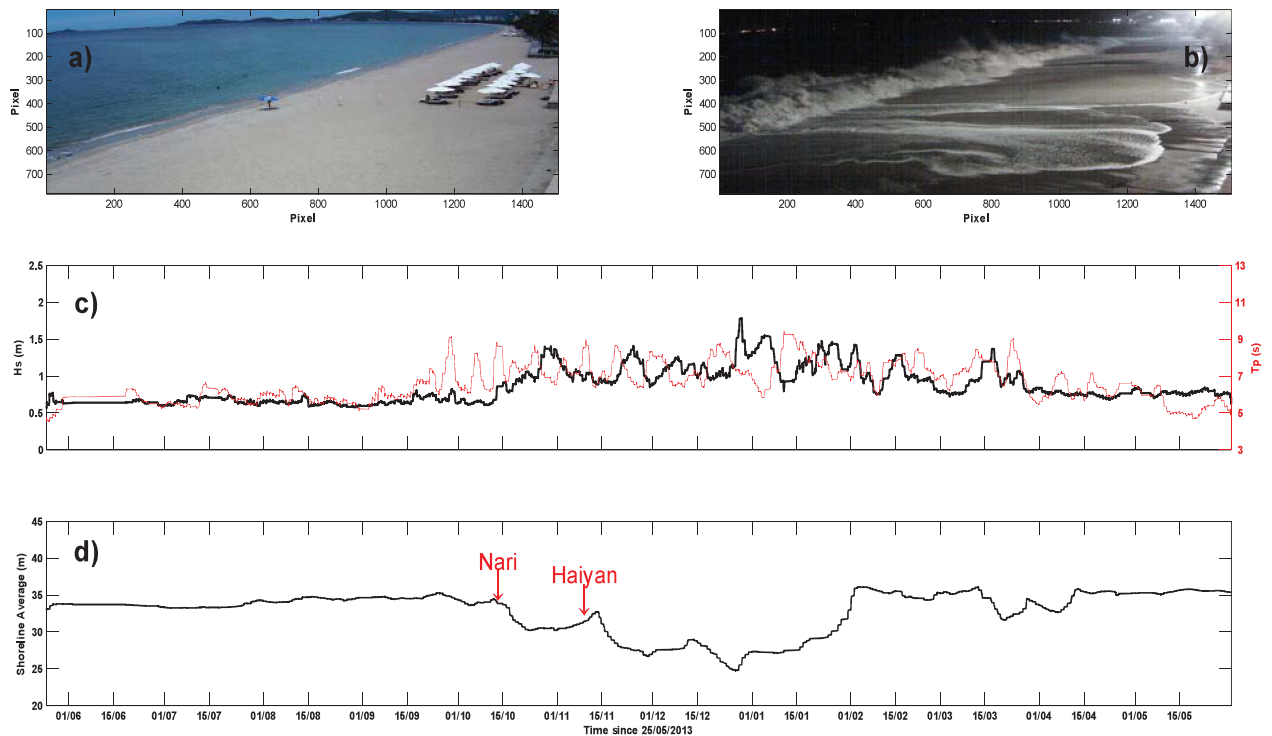 a)
100
200
300
400
500
600
700
Pixel
200 400 600 800 1000 1200 1400
Pixel
b)
100
200
300
400
500
600
700
Pixel
200 400 600 800 1000 1200 1400
Pixel
c)
2.5
2
1.5
1
0.5
0
Hs (m)
13
11
9
7
5
3
Tp (s)
d)
45
40
35
30
25
20
Shoreline Average (m)
Nari
Haiyan
01/06 15/06 01/07 15/07 01/08 15/08 01/09 15/09 01/10 15/10 01/11 15/11 01/12 15/12 01/01 15/01 01/02 15/02 01/03 15/03 01/04 15/04 01/05 15/05
Time since 25/05/2013